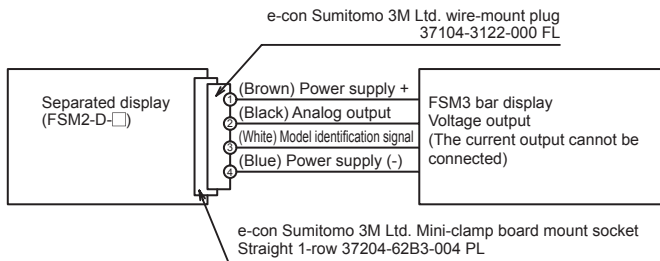 e-con Sumitomo 3M Ltd. wire-mount plug
37104-3122-000 FL
Separated display
(FSM2-D-□)
1 (Brown) Power supply +
2 (Black) Analog output
3 (White) Model identification signal
4 (Blue) Power supply (-)
FSM3 bar display
Voltage output
(The current output cannot be
connected)
e-con Sumitomo 3M Ltd. Mini-clamp board mount socket
Straight 1-row 37204-62B3-004 PL